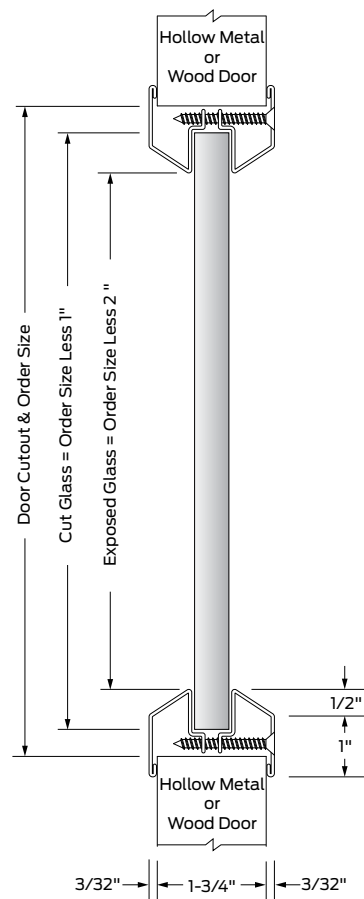 Hollow Metal
or
Wood Door
Door Cutout & Order Size
Cut Glass = Order Size Less 1"
Exposed Glass = Order Size Less 2 "
1/2"
1"
Hollow Metal
or
Wood Door
3/32"
1-3/4"
3/32"